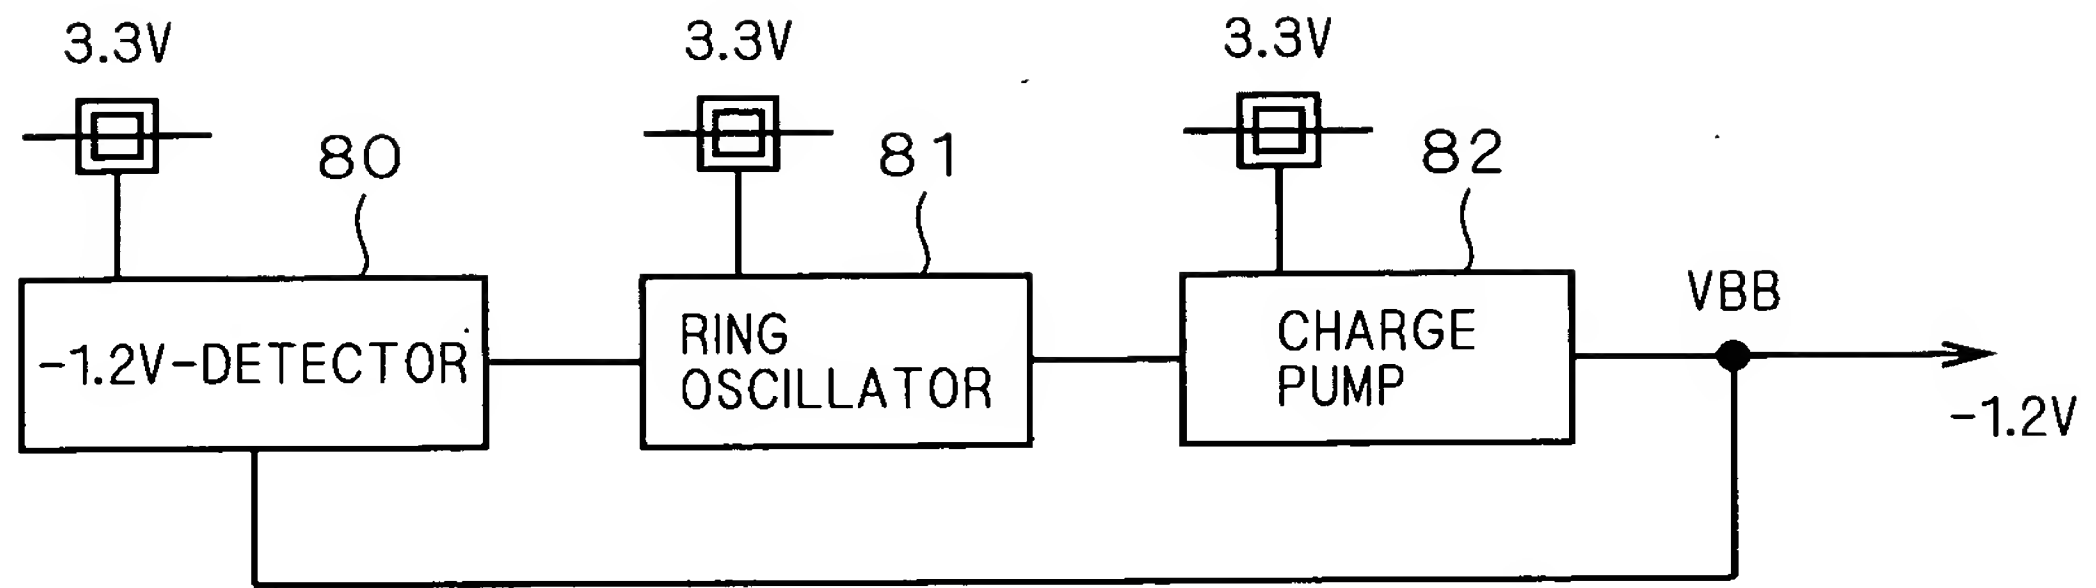 3.3V
3.3V
3.3V
80
81
82
-1.2V-DETECTOR
RING
OSCILLATOR
CHARGE
PUMP
VBB
-1.2V